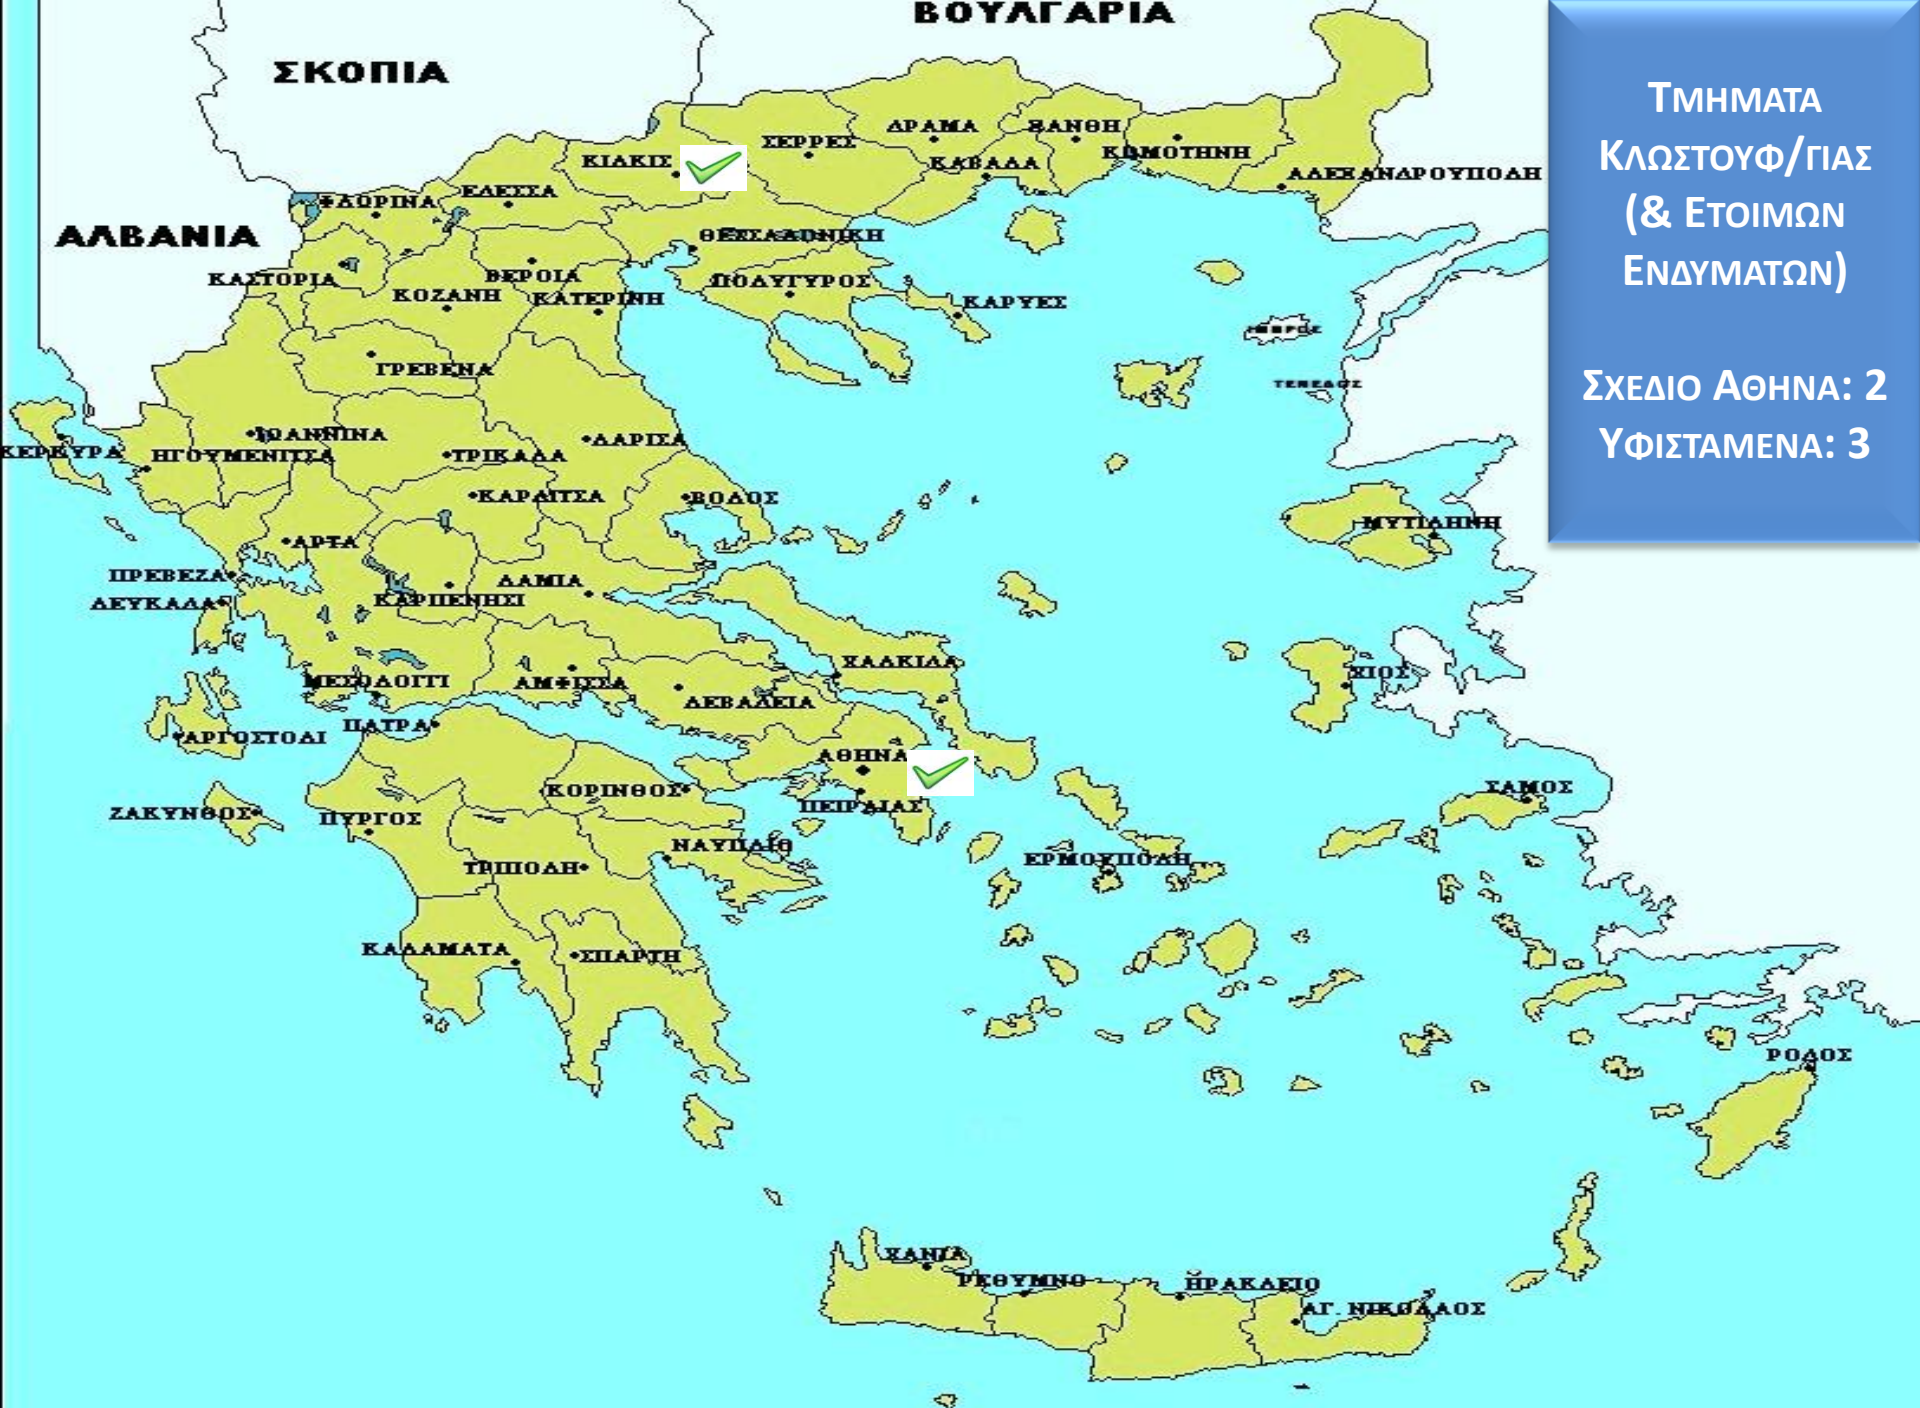 ΒΟΥΛΓΑΡΙΑ
ΣΚΟΠΙΑ
ΑΛΒΑΝΙΑ
ΤΜΗΜΑΤΑ
ΚΛΩΣΤΟΥΦ/ΓΙΑΣ
(& ΕΤΟΙΜΩΝ
ΕΝΔΥΜΑΤΩΝ)
ΣΧΕΔΙΟ ΑΘΗΝΑ: 2
ΥΦΙΣΤΑΜΕΝΑ: 3
ΔΡΑΜΑ
ΞΑΝΘΗ
ΣΕΡΡΕΣ
ΚΟΜΟΤΗΝΗ
ΚΙΛΚΙΣ
ΚΑΒΑΛΑ
ΑΛΕΞΑΝΔΡΟΥΠΟΛΗ
ΕΔΕΣΣΑ
ΦΛΩΡΙΝΑ
ΘΕΣΣΑΛΟΝΙΚΗ
ΚΑΣΤΟΡΙΑ
ΒΕΡΟΙΑ
ΠΟΛΥΓΥΡΟΣ
ΚΟΖΑΝΗ
ΚΑΤΕΡΙΝΗ
ΚΑΡΥΕΣ
ΙΜΒΡΟΣ
ΓΡΕΒΕΝΑ
ΤΕΝΕΔΟΣ
ΙΩΑΝΝΙΝΑ
ΛΑΡΙΣΑ
ΚΕΡΚΥΡΑ
ΗΓΟΥΜΕΝΙΤΣΑ
ΤΡΙΚΑΛΑ
ΚΑΡΔΙΤΣΑ
ΒΟΛΟΣ
ΜΥΤΙΛΗΝΗ
ΑΡΤΑ
ΠΡΕΒΕΖΑ
ΛΑΜΙΑ
ΛΕΥΚΑΔΑ
ΚΑΡΠΕΝΗΣΙ
ΧΑΛΚΙΔΑ
ΧΙΟΣ
ΜΕΣΟΛΟΓΓΙ
ΑΜΦΙΣΣΑ
ΛΕΒΑΔΕΙΑ
ΠΑΤΡΑ
ΑΡΓΟΣΤΟΛΙ
ΑΘΗΝΑ
ΚΟΡΙΝΘΟΣ
ΣΑΜΟΣ
ΠΕΙΡΑΙΑΣ
ΖΑΚΥΝΘΟΣ
ΠΥΡΓΟΣ
ΝΑΥΠΛΙΟ
ΕΡΜΟΥΠΟΛΗ
ΤΡΙΠΟΛΗ
ΚΑΛΑΜΑΤΑ
ΣΠΑΡΤΗ
ΡΟΔΟΣ
ΧΑΝΙΑ
ΡΕΘΥΜΝΟ
ΗΡΑΚΛΕΙΟ
ΑΓ. ΝΙΚΟΛΑΟΣ